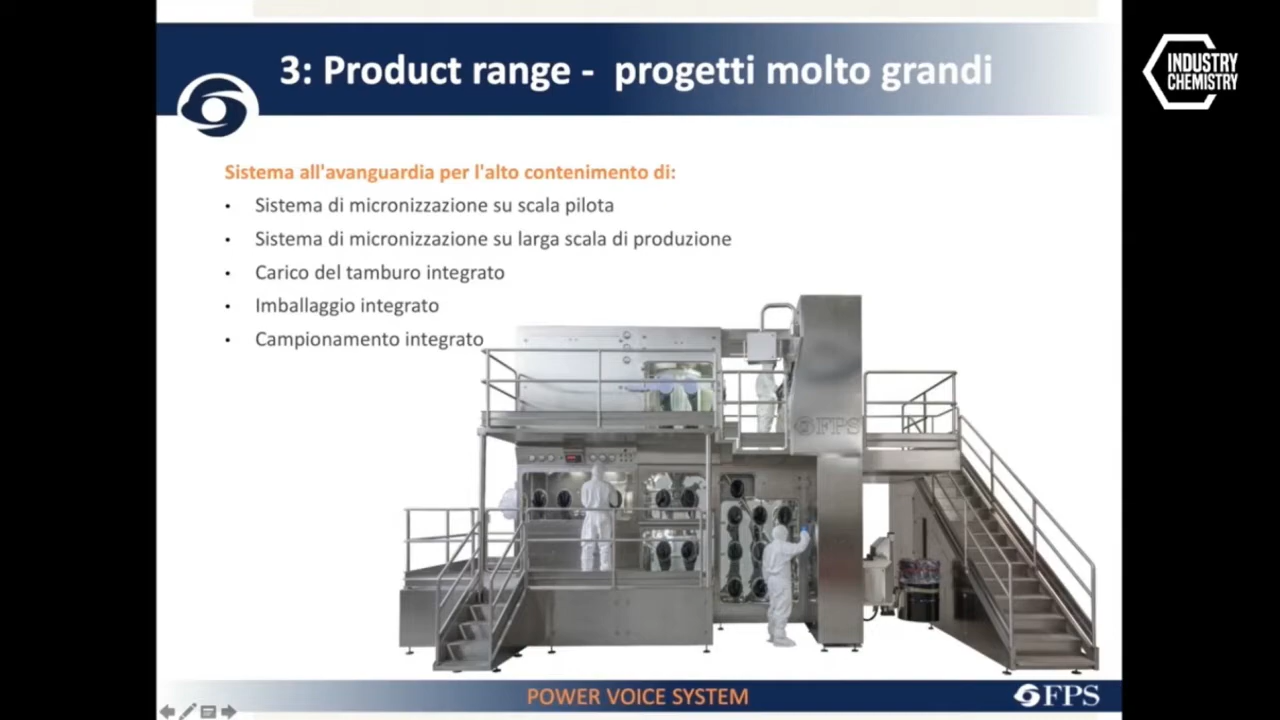 3: Product range -  progetti molto grandi
INDUSTRY
CHEMISTRY
Sistema all'avanguardia per l'alto contenimento di:
• Sistema di micronizzazione su scala pilota
• Sistema di micronizzazione su larga scala di produzione
• Carico del tamburo integrato
• Imballaggio integrato
• Campionamento integrato
FPS
POWER VOICE SYSTEM
FPS